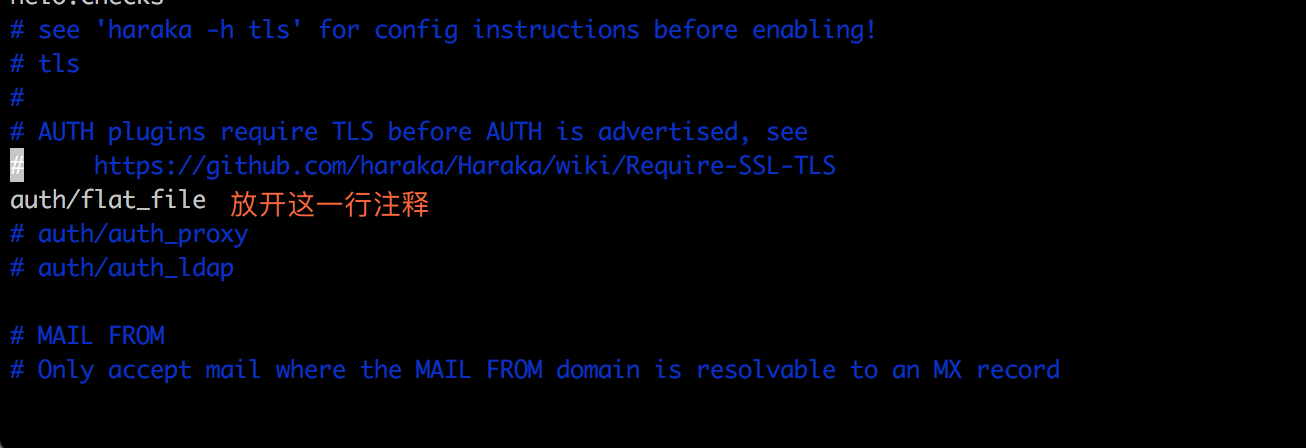 helo.checks
# see 'haraka -h tls' for config instructions before enabling!
# tls
#
# AUTH plugins require TLS before AUTH is advertised, see
#     https://github.com/haraka/Haraka/wiki/Require-SSL-TLS
auth/flat_file 放开这一行注释
# auth/auth_proxy
# auth/auth_ldap
# MAIL FROM
# Only accept mail where the MAIL FROM domain is resolvable to an MX record